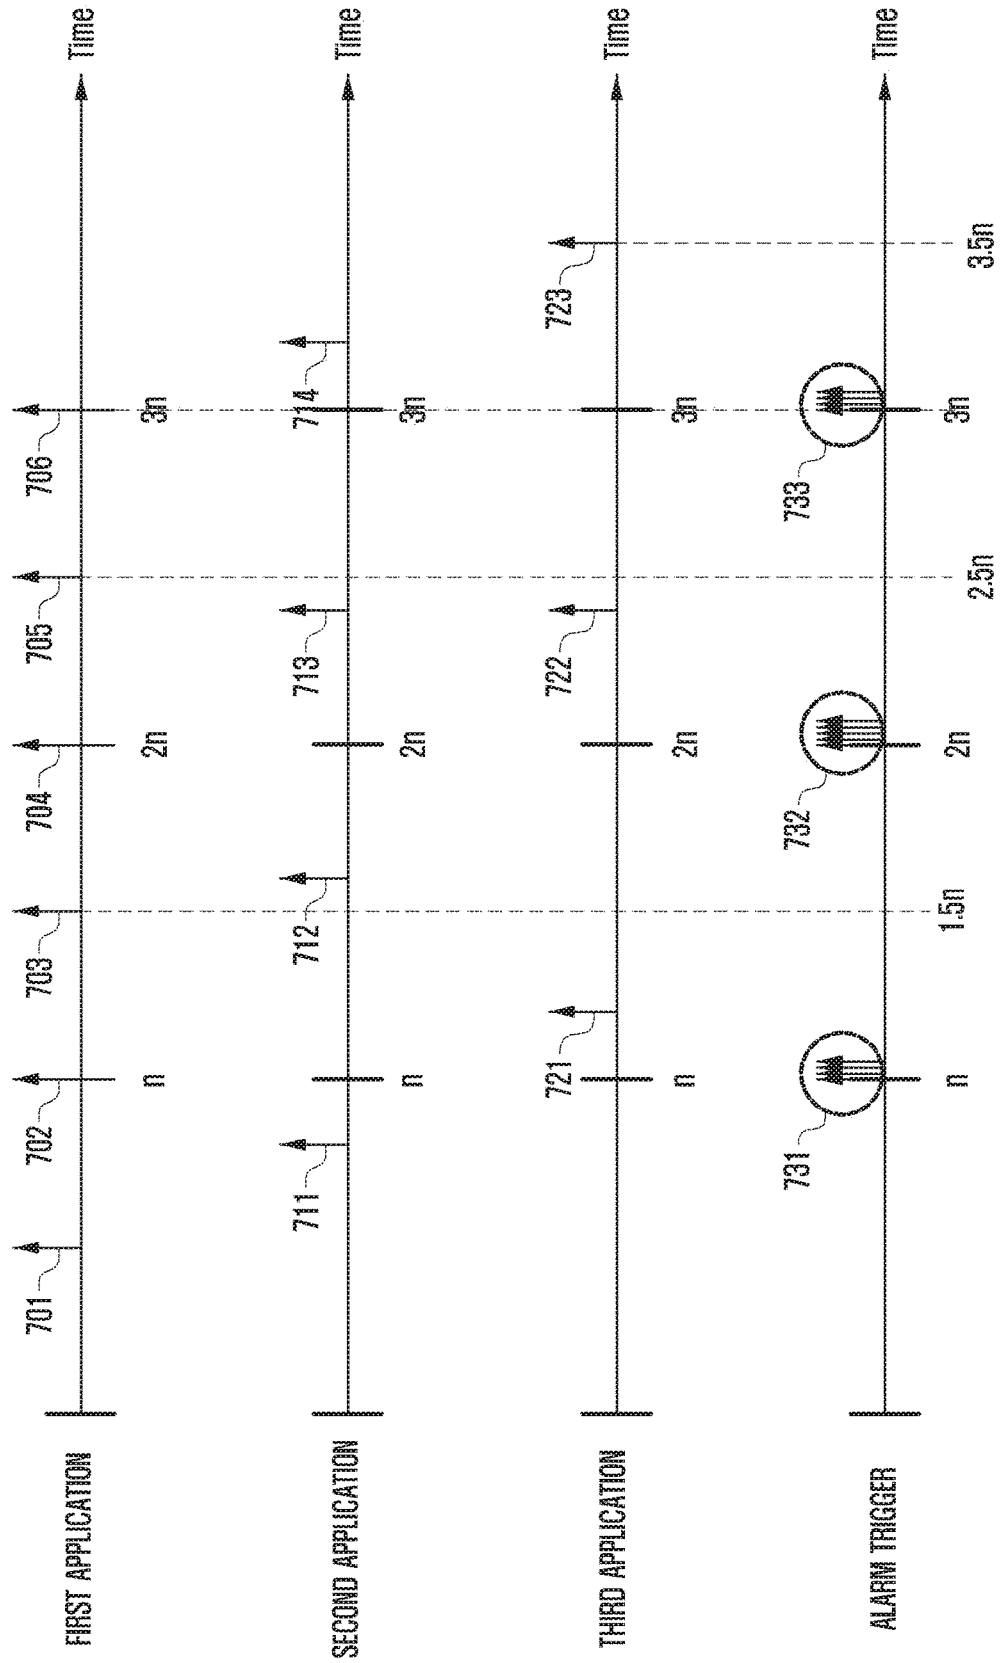 FIRST APPLICATION
701
702
703
704
705
706
Time
n
2n
3n
SECOND APPLICATION
711
712
713
714
Time
n
2n
3n
THIRD APPLICATION
721
722
723
Time
n
2n
3n
ALARM TRIGGER
731
732
733
Time
n
1.5n
2n
2.5n
3n
3.5n